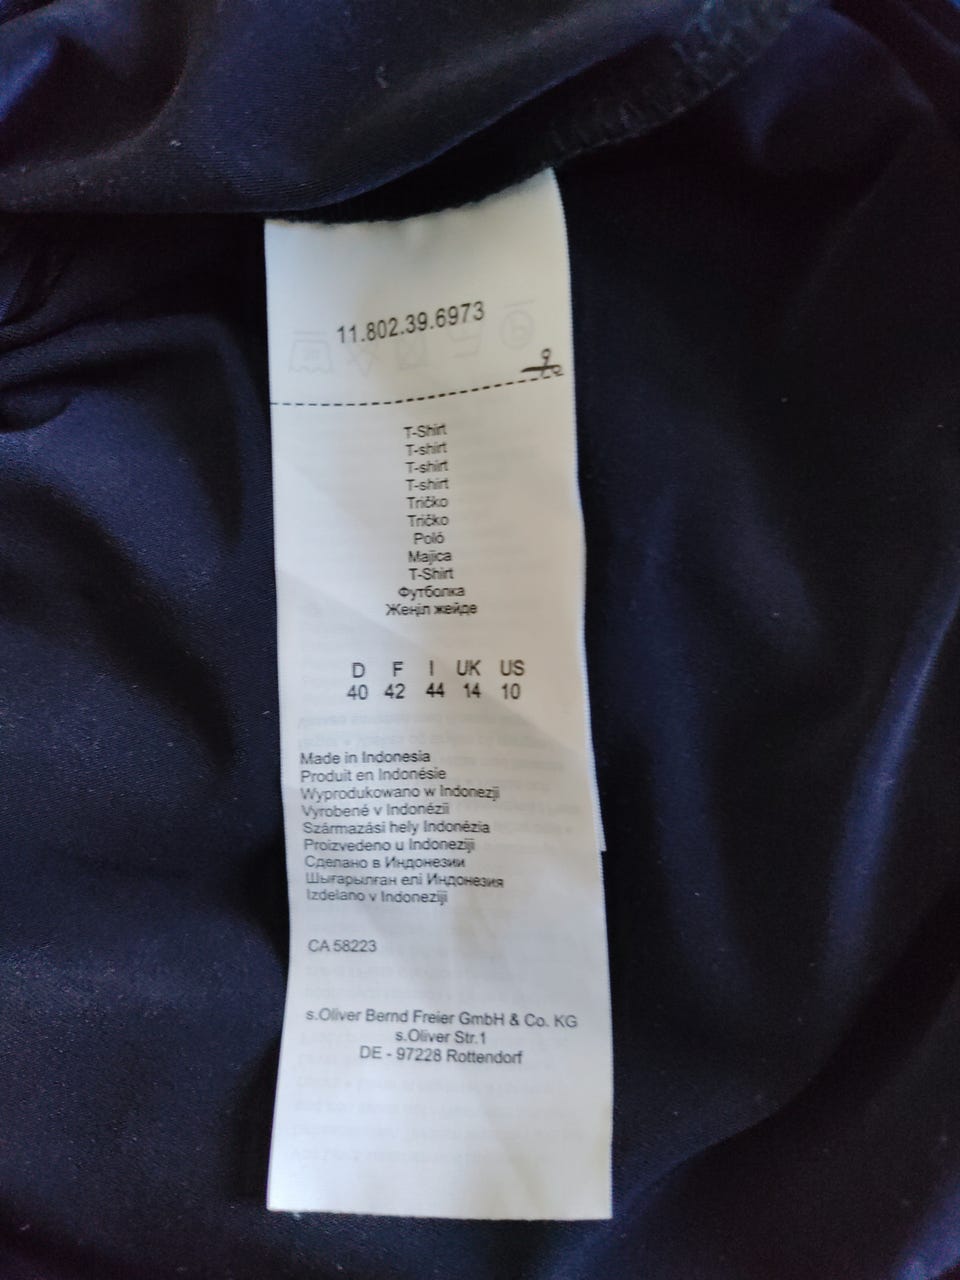 11.802.39.6973
T-Shirt
T-shirt
T-shirt
T-shirt
Tričko
Tričko
Poló
Majica
T-Shirt
Футболка
Жеңіл жейде
D F I UK US
40 42 44 14 10
Made in Indonesia
Produit en Indonésie
Wyprodukowano w Indonezji
Vyrobené v Indonézii
Származási hely Indonézia
Proizvedeno u Indoneziji
Сделано в Индонезии
Шығарылған елі Индонезия
Izdelano v Indoneziji
CA 58223
s.Oliver Bernd Freier GmbH & Co. KG
s.Oliver Str.1
DE - 97228 Rottendorf